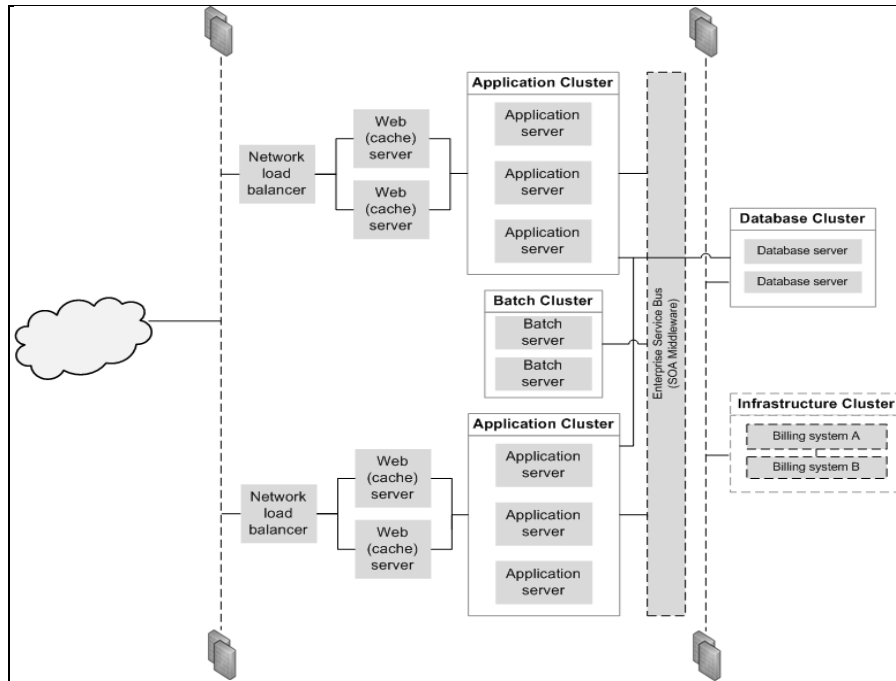 Application Cluster
Application
server
Application
server
Application
server
Web
(cache)
server
Web
(cache)
server
Network
load
balancer
Database Cluster
Database server
Database server
Batch Cluster
Batch
server
Batch
server
Enterprise Service Bus
(SOA Middleware)
Infrastructure Cluster
Billing system A
Billing system B
Application Cluster
Application
server
Application
server
Application
server
Web
(cache)
server
Web
(cache)
server
Network
load
balancer